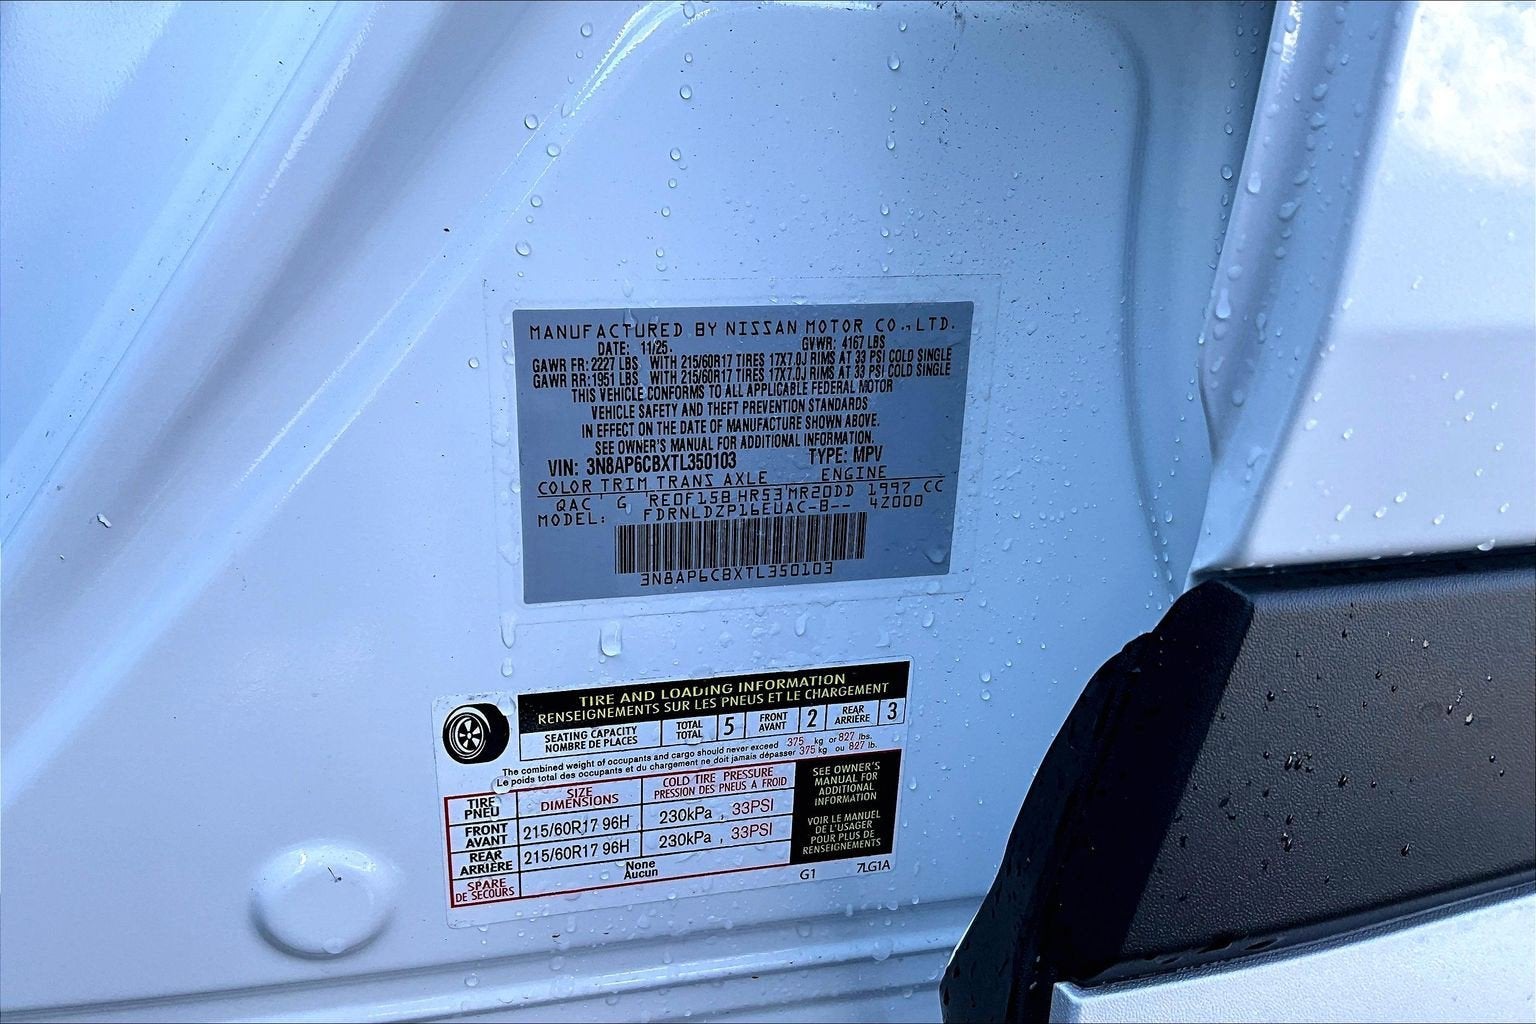 MANUFACTURED BY NISSAN MOTOR CO., LTD.
DATE: 11/25. GVWR: 4167 LBS
GAWR FR: 2227 LBS WITH 215/60R17 TIRES 17X7.0J RIMS AT 33 PSI COLD SINGLE
GAWR RR: 1951 LBS WITH 215/60R17 TIRES 17X7.0J RIMS AT 33 PSI COLD SINGLE
THIS VEHICLE CONFORMS TO ALL APPLICABLE FEDERAL MOTOR
VEHICLE SAFETY AND THEFT PREVENTION STANDARDS
IN EFFECT ON THE DATE OF MANUFACTURE SHOWN ABOVE.
SEE OWNER'S MANUAL FOR ADDITIONAL INFORMATION.
VIN: 3N8AP6CBXTL350103 TYPE: MPV
COLOR TRIM TRANS AXLE ENGINE
QAC G RE0F15B HR53 MR20DD 1997 CC
MODEL: FDRNLDZP16EUAC-B-- 4Z000
3N8AP6CBXTL350103
TIRE AND LOADING INFORMATION
RENSEIGNEMENTS SUR LES PNEUS ET LE CHARGEMENT
SEATING CAPACITY
NOMBRE DE PLACES
TOTAL
TOTAL
5
FRONT
AVANT
2
REAR
ARRIÈRE
3
The combined weight of occupants and cargo should never exceed 375 kg or 827 lbs.
Le poids total des occupants et du chargement ne doit jamais dépasser 375 kg ou 827 lb.
TIRE
PNEU
SIZE
DIMENSIONS
COLD TIRE PRESSURE
PRESSION DES PNEUS A FROID
FRONT
AVANT
215/60R17 96H
230kPa , 33PSI
REAR
ARRIÈRE
215/60R17 96H
230kPa , 33PSI
SPARE
DE SECOURS
None
Aucun
SEE OWNER'S
MANUAL FOR
ADDITIONAL
INFORMATION
VOIR LE MANUEL
DE L'USAGER
POUR PLUS DE
RENSEIGNEMENTS
G1 7LG1A